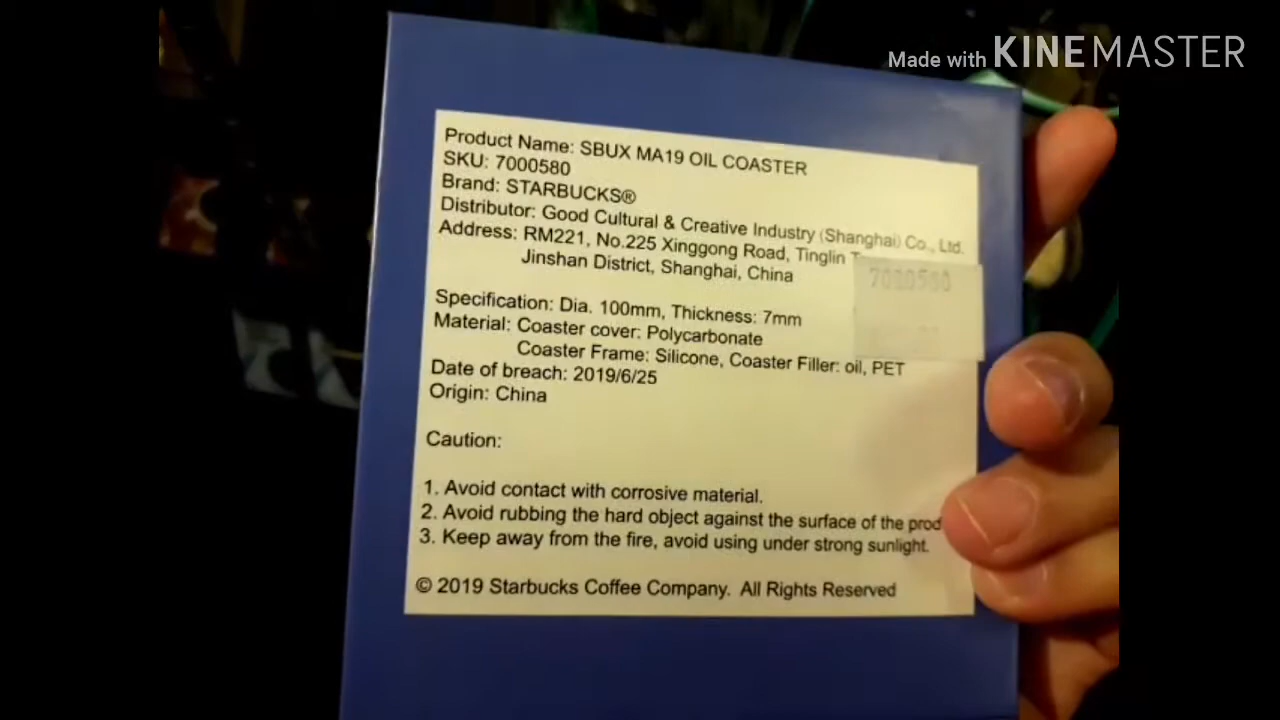 Made with KINEMASTER
Product Name: SBUX MA19 OIL COASTER
SKU: 7000580
Brand: STARBUCKS®
Distributor: Good Cultural & Creative Industry (Shanghai) Co., Ltd.
Address: RM221, No.225 Xinggong Road, Tinglin
Jinshan District, Shanghai, China
7000580
Specification: Dia. 100mm, Thickness: 7mm
Material: Coaster cover: Polycarbonate
Coaster Frame: Silicone, Coaster Filler: oil, PET
Date of breach: 2019/6/25
Origin: China
Caution:
1. Avoid contact with corrosive material.
2. Avoid rubbing the hard object against the surface of the prod
3. Keep away from the fire, avoid using under strong sunlight.
© 2019 Starbucks Coffee Company. All Rights Reserved